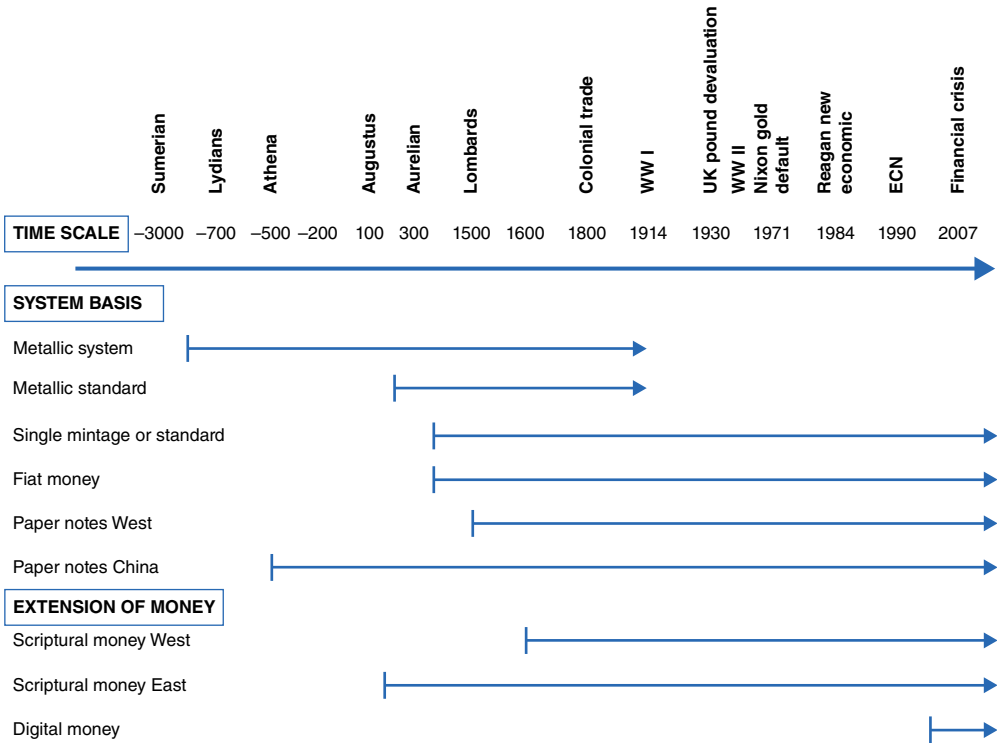 Sumerian
Lydians
Athena
Augustus
Aurelian
Lombards
Colonial trade
WW I
UK pound devaluation
WW II
Nixon gold
default
Reagan new
economic
ECN
Financial crisis
TIME SCALE –3000 –700 –500 –200 100 300 1500 1600 1800 1914 1930 1971 1984 1990 2007
SYSTEM BASIS
Metallic system
Metallic standard
Single mintage or standard
Fiat money
Paper notes West
Paper notes China
EXTENSION OF MONEY
Scriptural money West
Scriptural money East
Digital money